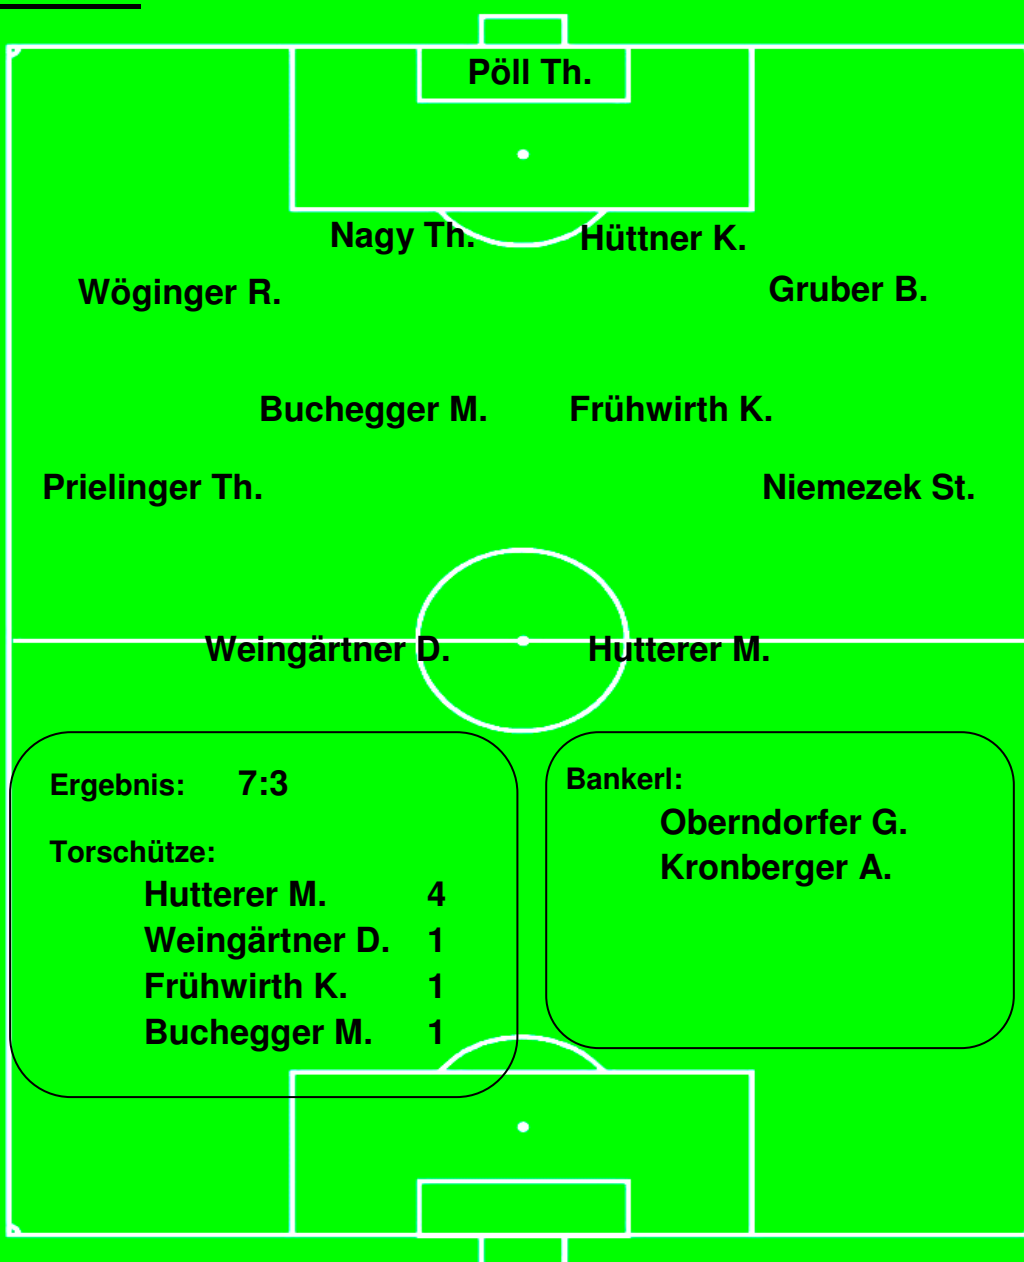 Pöll Th.
Nagy Th. Hüttner K.
Wöginger R. Gruber B.
Buchegger M. Frühwirth K.
Prielinger Th. Niemezek St.
Weingärtner D. Hutterer M.
Ergebnis: 7:3
Torschütze:
Hutterer M. 4
Weingärtner D. 1
Frühwirth K. 1
Buchegger M. 1
Bankerl:
Oberndorfer G.
Kronberger A.